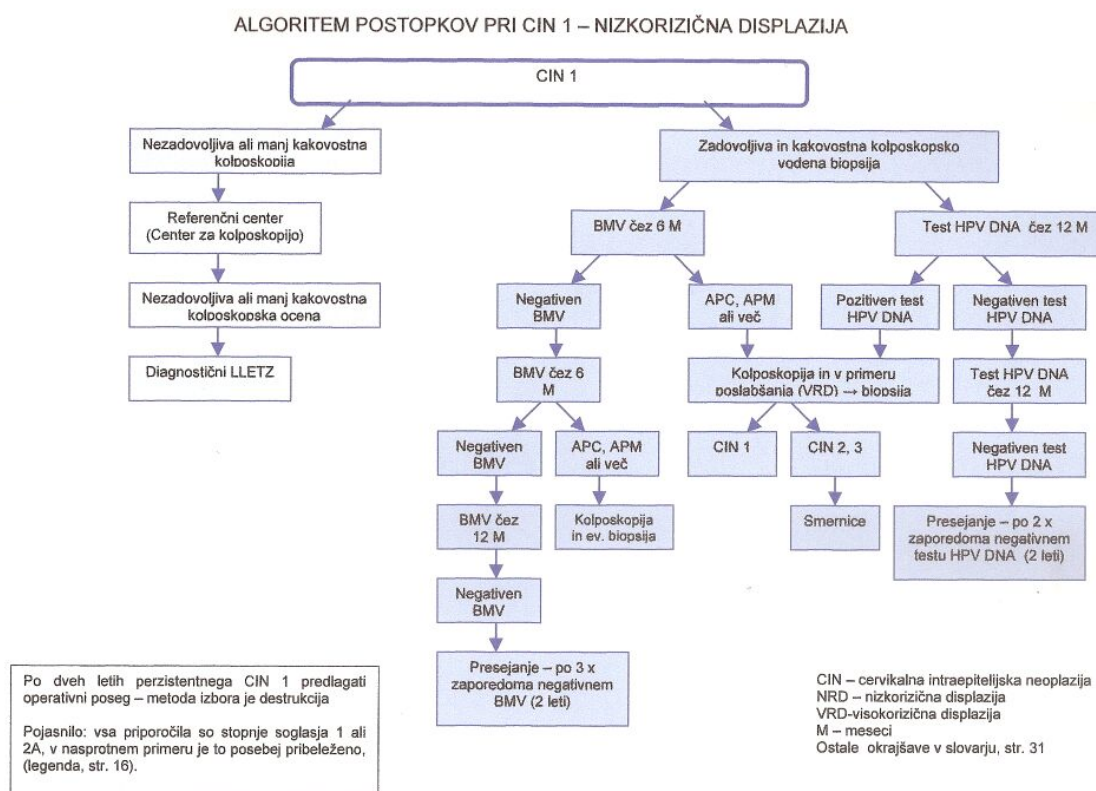 ALGORITEM POSTOPKOV PRI CIN 1 – NIZKORIZIČNA DISPLAZIJA
CIN 1
Nezadovoljiva ali manj kakovostna
kolposkopija
Referenčni center
(Center za kolposkopijo)
Nezadovoljiva ali manj kakovostna
kolposkopska ocena
Diagnostični LLETZ
Zadovoljiva in kakovostna kolposkopsko
vodena biopsija
BMV čez 6 M
Test HPV DNA čez 12 M
Negativen
BMV
APC, APM
ali več
Pozitiven test
HPV DNA
Negativen test
HPV DNA
BMV čez 6
M
Kolposkopija in v primeru
poslabšanja (VRD) → biopsija
Test HPV DNA
čez 12 M
Negativen
BMV
APC, APM
ali več
CIN 1
CIN 2, 3
Negativen test
HPV DNA
BMV čez
12 M
Kolposkopija
in ev. biopsija
Smernice
Presejanje – po 2 x
zaporedoma negativnem
testu HPV DNA (2 leti)
Negativen
BMV
Presejanje – po 3 x
zaporedoma negativnem
BMV (2 leti)
Po dveh letih perzistentnega CIN 1 predlagati
operativni poseg – metoda izbora je destrukcija
Pojasnilo: vsa priporočila so stopnje soglasja 1 ali
2A, v nasprotnem primeru je to posebej pribeleženo,
(legenda, str. 16).
CIN – cervikalna intraepitelijska neoplazija
NRD – nizkorizična displazija
VRD-visokorizična displazija
M – meseci
Ostale okrajšave v slovarju, str. 31